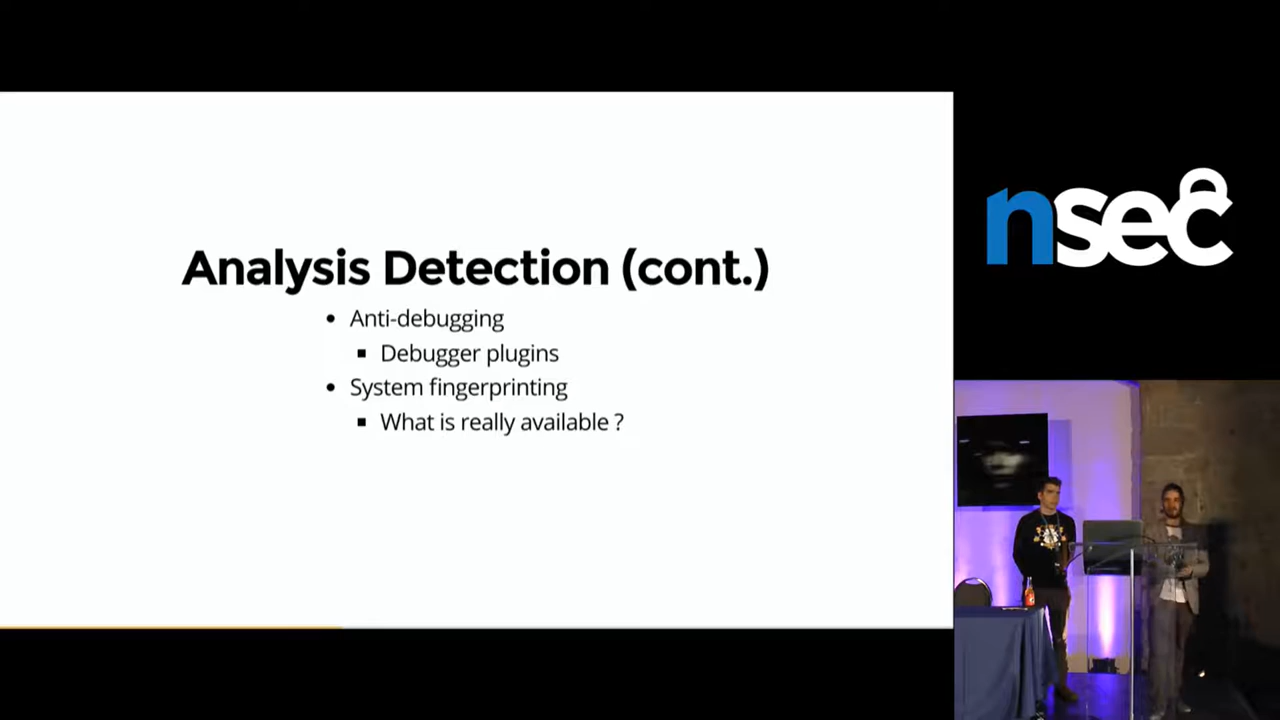 Analysis Detection (cont.)
Anti-debugging
Debugger plugins
System fingerprinting
What is really available ?
nsec